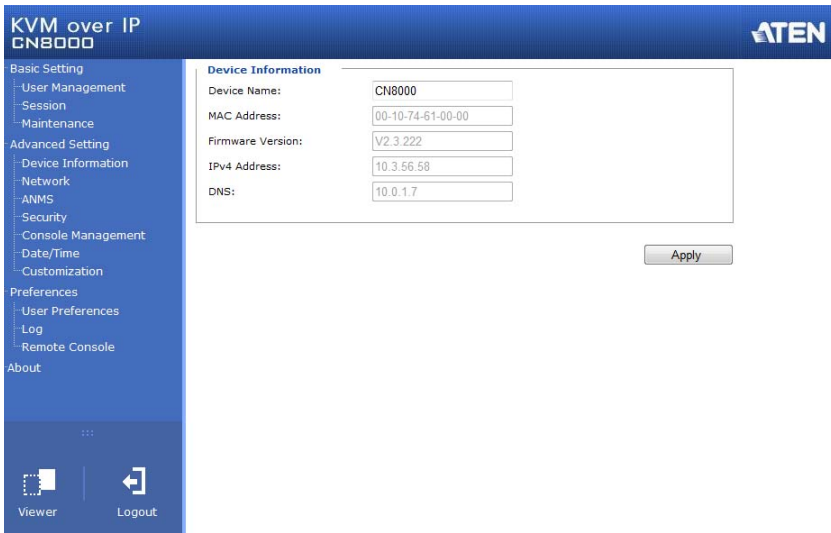 KVM over IP
CN8000
ATEN
Basic Setting
User Management
Session
Maintenance
Advanced Setting
Device Information
Network
ANMS
Security
Console Management
Date/Time
Customization
Preferences
User Preferences
Log
Remote Console
About
Viewer
Logout
Device Information
Device Name: CN8000
MAC Address: 00-10-74-61-00-00
Firmware Version: V2.3.222
IPv4 Address: 10.3.56.58
DNS: 10.0.1.7
Apply